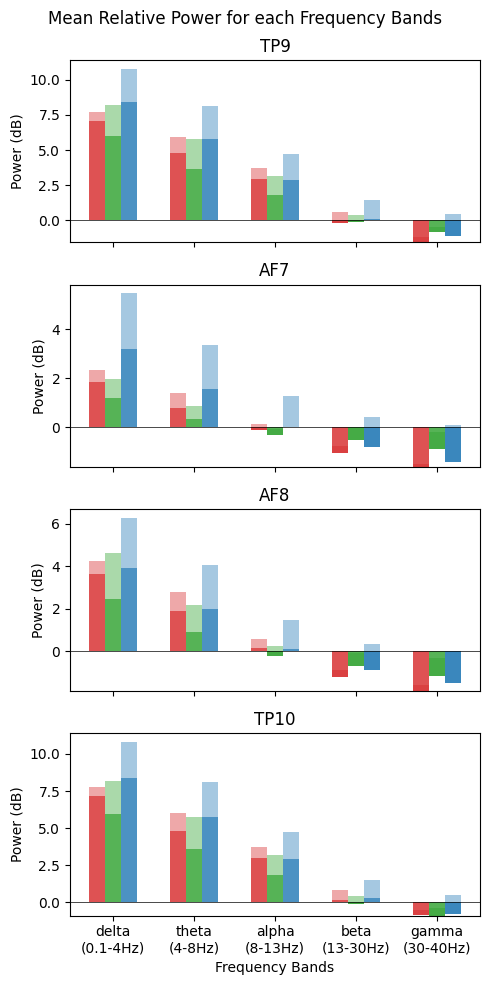 Mean Relative Power for each Frequency Bands
TP9
10.0
7.5
5.0
2.5
0.0
Power (dB)
AF7
4
2
0
Power (dB)
AF8
6
4
2
0
Power (dB)
TP10
10.0
7.5
5.0
2.5
0.0
Power (dB)
delta theta alpha beta gamma
(0.1-4Hz) (4-8Hz) (8-13Hz) (13-30Hz) (30-40Hz)
Frequency Bands